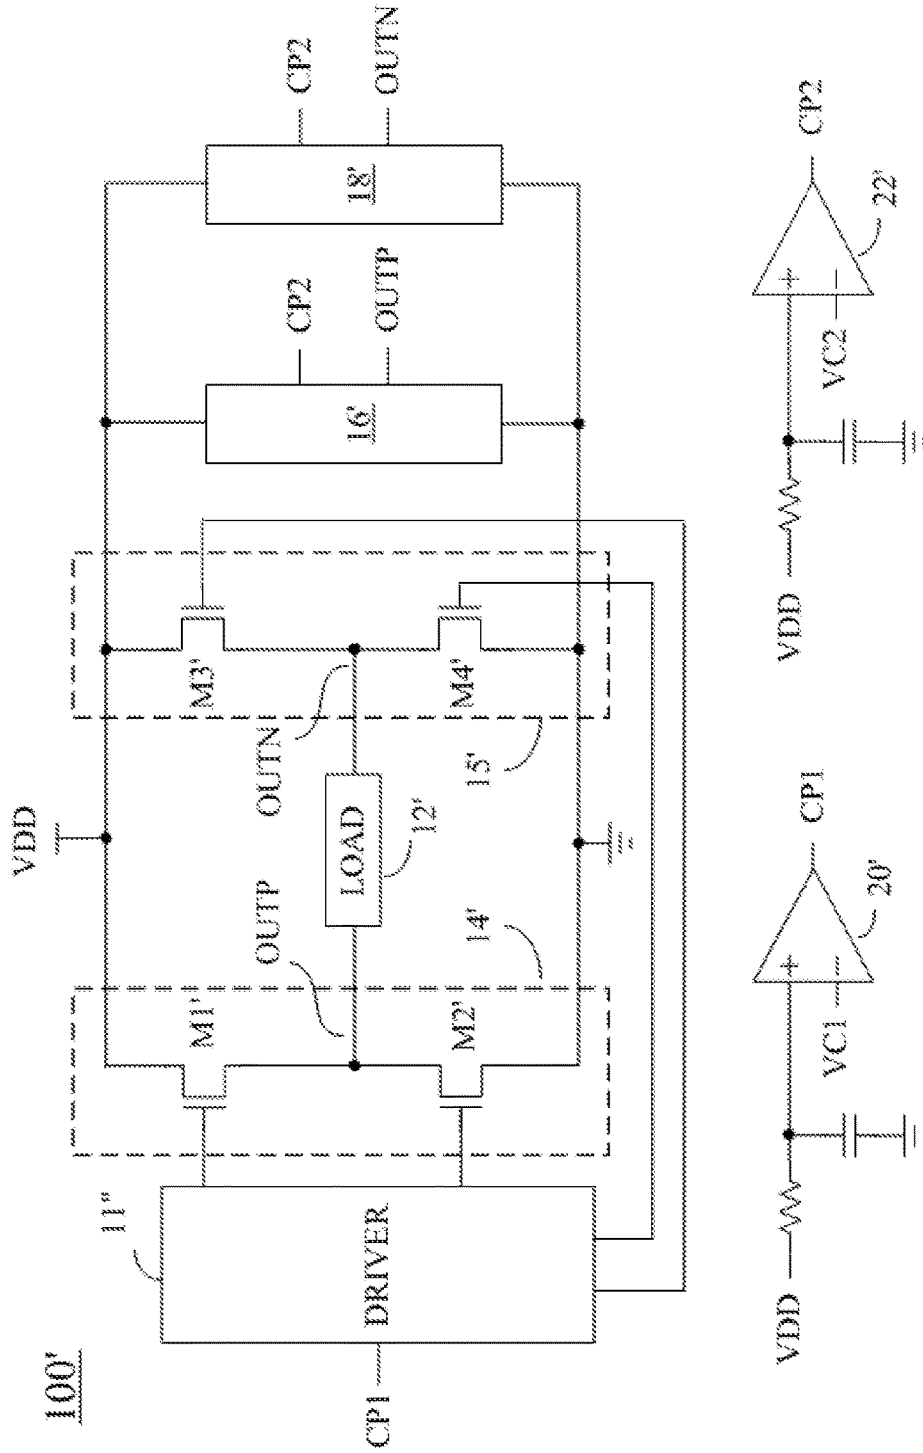 100'
VDD
11"
CP1
DRIVER
M1'
M2'
14'
OUTP
LOAD
12'
OUTN
15'
M3'
M4'
16'
CP2
OUTP
18'
CP2
OUTN
VDD
VC1
+
−
20'
CP1
VDD
VC2
+
−
22'
CP2